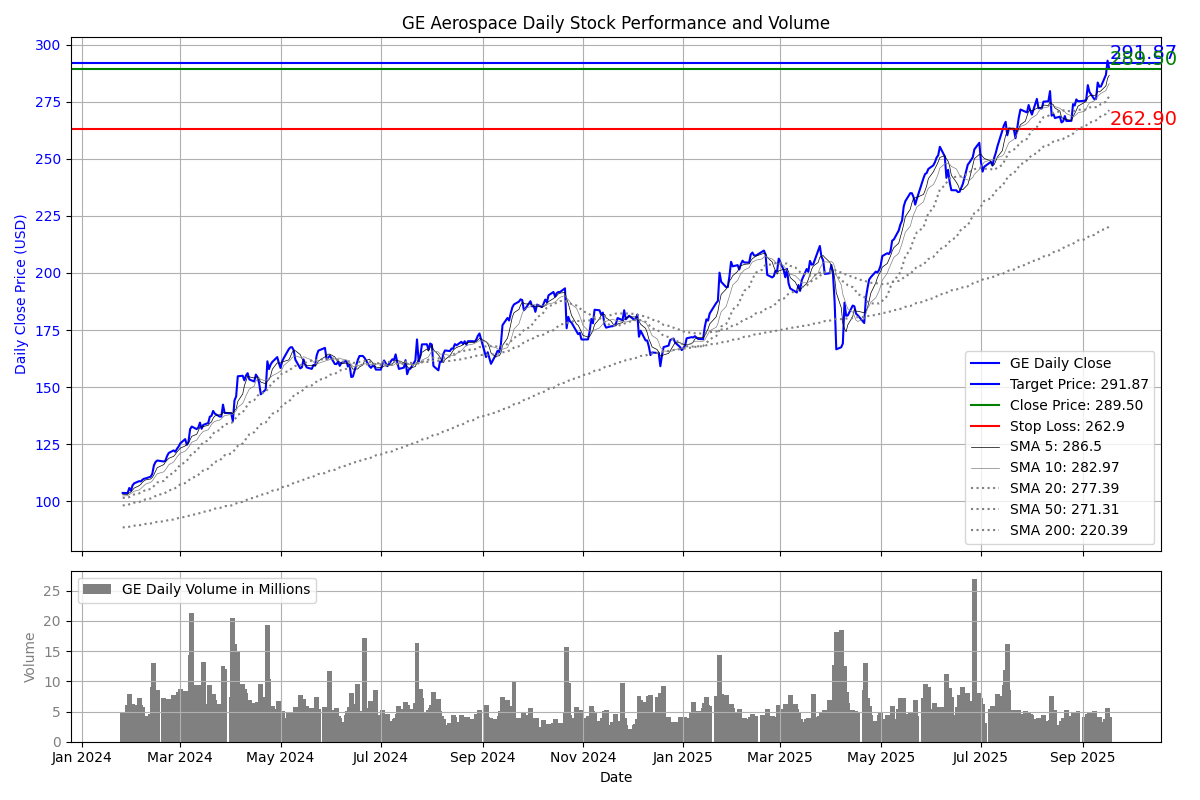 GE Aerospace Daily Stock Performance and Volume
300
275
250
225
200
175
150
125
100
Daily Close Price (USD)
291.87
289.50
262.90
GE Daily Close
Target Price: 291.87
Close Price: 289.50
Stop Loss: 262.9
SMA 5: 286.5
SMA 10: 282.97
SMA 20: 277.39
SMA 50: 271.31
SMA 200: 220.39
GE Daily Volume in Millions
25
20
15
10
5
0
Volume
Jan 2024
Mar 2024
May 2024
Jul 2024
Sep 2024
Nov 2024
Jan 2025
Mar 2025
May 2025
Jul 2025
Sep 2025
Date